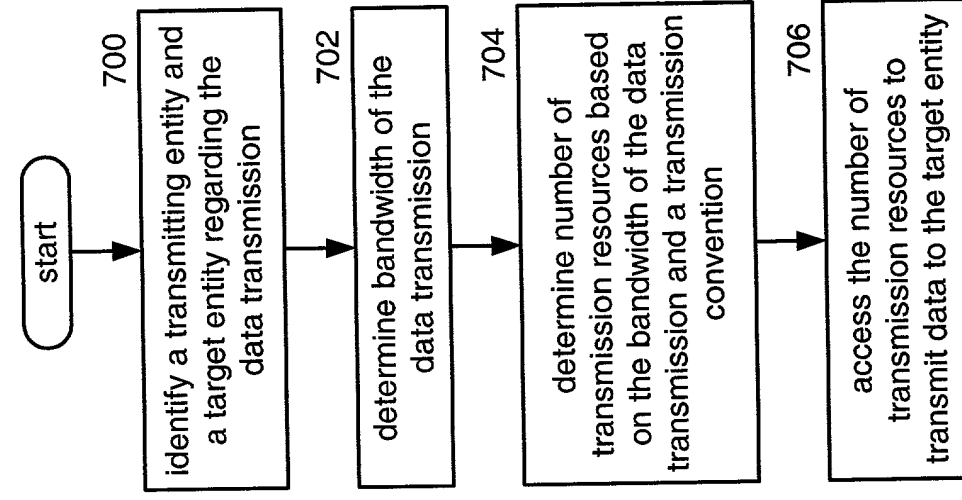 start
700
identify a transmitting entity and
a target entity regarding the
data transmission
702
determine bandwidth of the
data transmission
704
determine number of
transmission resources based
on the bandwidth of the data
transmission and a transmission
convention
706
access the number of
transmission resources to
transmit data to the target entity